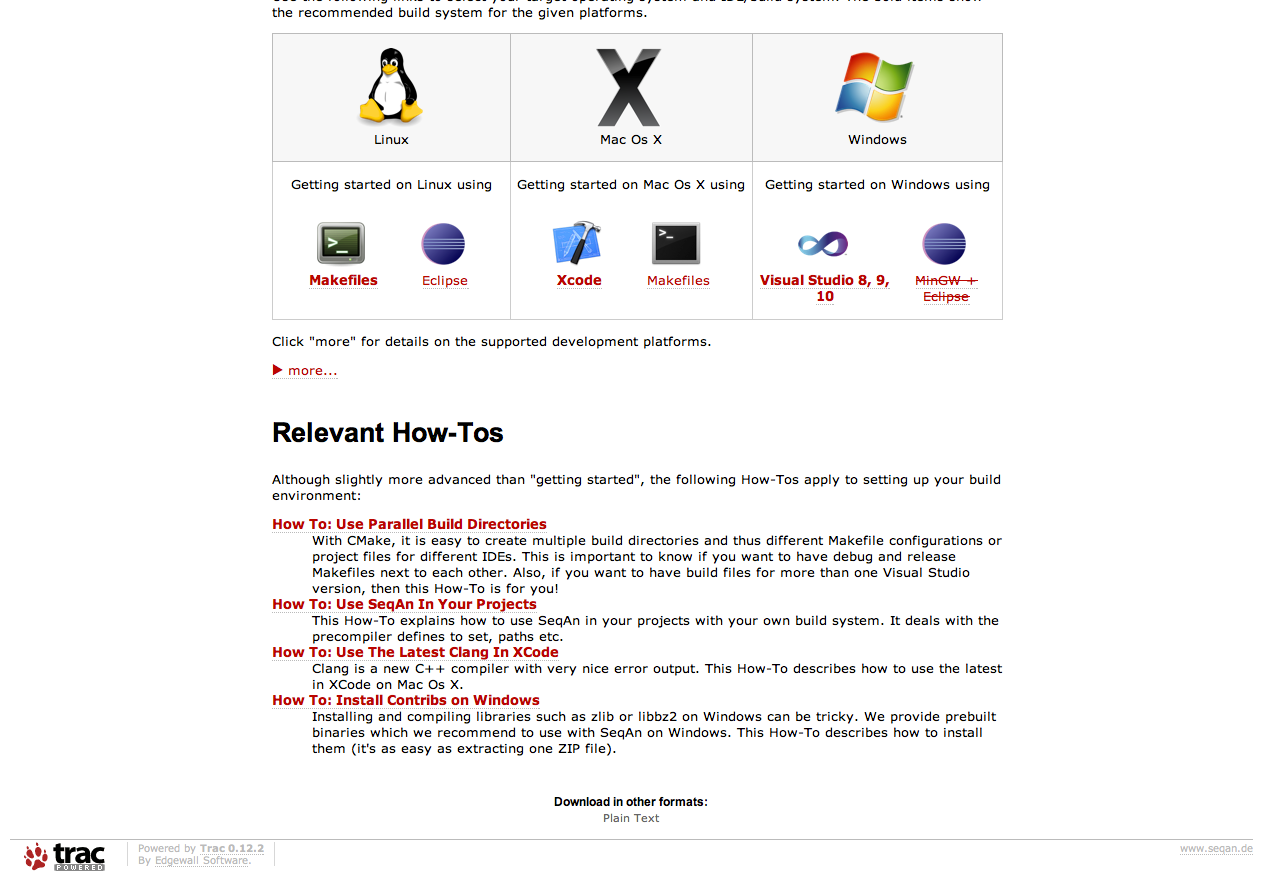 the recommended build system for the given platforms.
Linux
Mac Os X
Windows
Getting started on Linux using
Getting started on Mac Os X using
Getting started on Windows using
Makefiles
Eclipse
Xcode
Makefiles
Visual Studio 8, 9,
10
MinGW +
Eclipse
Click "more" for details on the supported development platforms.
more...
Relevant How-Tos
Although slightly more advanced than "getting started", the following How-Tos apply to setting up your build
environment:
How To: Use Parallel Build Directories
With CMake, it is easy to create multiple build directories and thus different Makefile configurations or
project files for different IDEs. This is important to know if you want to have debug and release
Makefiles next to each other. Also, if you want to have build files for more than one Visual Studio
version, then this How-To is for you!
How To: Use SeqAn In Your Projects
This How-To explains how to use SeqAn in your projects with your own build system. It deals with the
precompiler defines to set, paths etc.
How To: Use The Latest Clang In XCode
Clang is a new C++ compiler with very nice error output. This How-To describes how to use the latest
in XCode on Mac Os X.
How To: Install Contribs on Windows
Installing and compiling libraries such as zlib or libbz2 on Windows can be tricky. We provide prebuilt
binaries which we recommend to use with SeqAn on Windows. This How-To describes how to install
them (it's as easy as extracting one ZIP file).
Download in other formats:
Plain Text
trac
POWERED
Powered by Trac 0.12.2
By Edgewall Software.
www.seqan.de